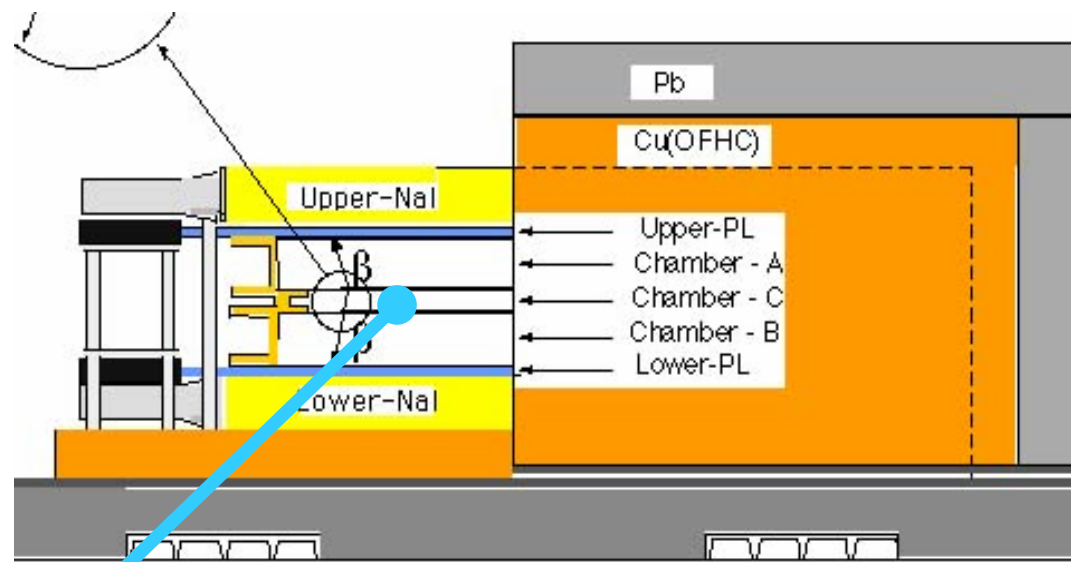 Pb
Cu(OFHC)
Upper-NaI
Upper-PL
Chamber - A
β
Chamber - C
Chamber - B
β
Lower-PL
Lower-NaI